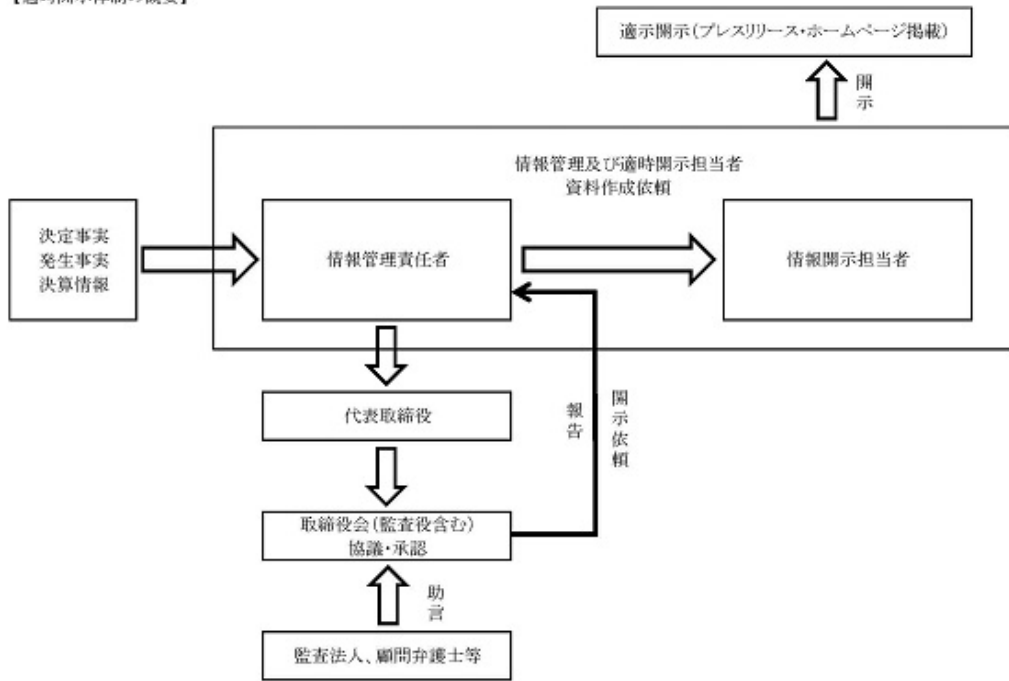 適示開示(プレスリリース・ホームページ掲載)
開示
情報管理及び適時開示担当者
資料作成依頼
決定事実
発生事実
決算情報
情報管理責任者
情報開示担当者
代表取締役
報告
開示依頼
取締役会(監査役含む)
協議・承認
助言
監査法人、顧問弁護士等